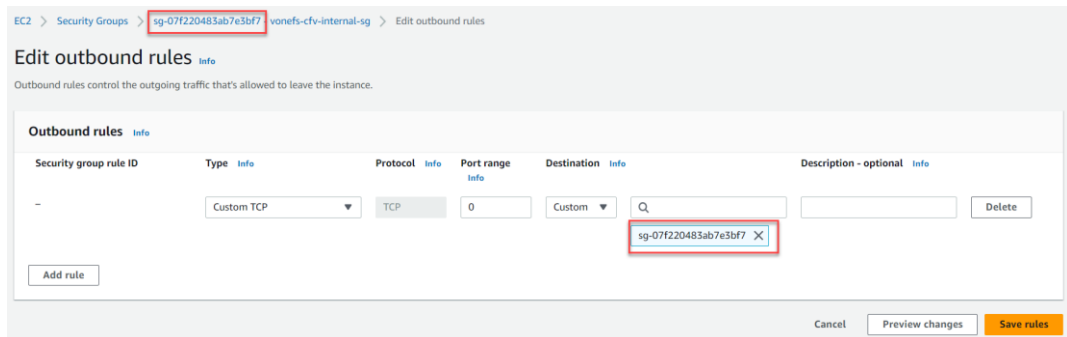 EC2 > Security Groups > sg-07f220483ab7e3bf7 - vonefs-cfv-internal-sg > Edit outbound rules
Edit outbound rules Info
Outbound rules control the outgoing traffic that's allowed to leave the instance.
Outbound rules Info
Security group rule ID Type Info Protocol Info Port range Info Destination Info Description - optional Info
– Custom TCP TCP 0 Custom Delete
sg-07f220483ab7e3bf7
Add rule
Cancel Preview changes Save rules